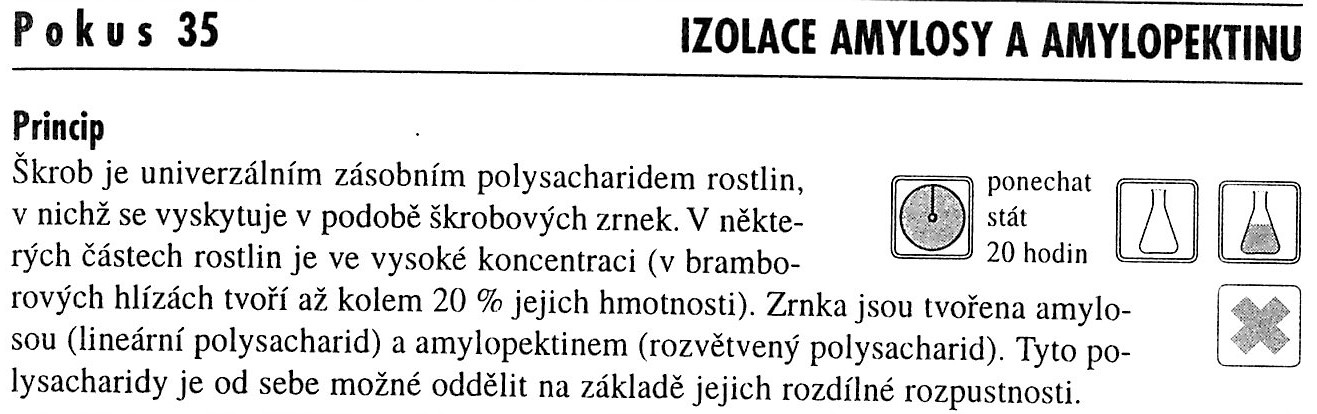 Pokus 35
IZOLACE AMYLOSY A AMYLOPEKTINU
Princip
Škrob je univerzálním zásobním polysacharidem rostlin,
v nichž se vyskytuje v podobě škrobových zrnek. V někte-
rých částech rostlin je ve vysoké koncentraci (v brambo-
rových hlízách tvoří až kolem 20 % jejich hmotnosti). Zrnka jsou tvořena amylo-
sou (lineární polysacharid) a amylopektinem (rozvětvený polysacharid). Tyto po-
lysacharidy je od sebe možné oddělit na základě jejich rozdílné rozpustnosti.
ponechat
stát
20 hodin